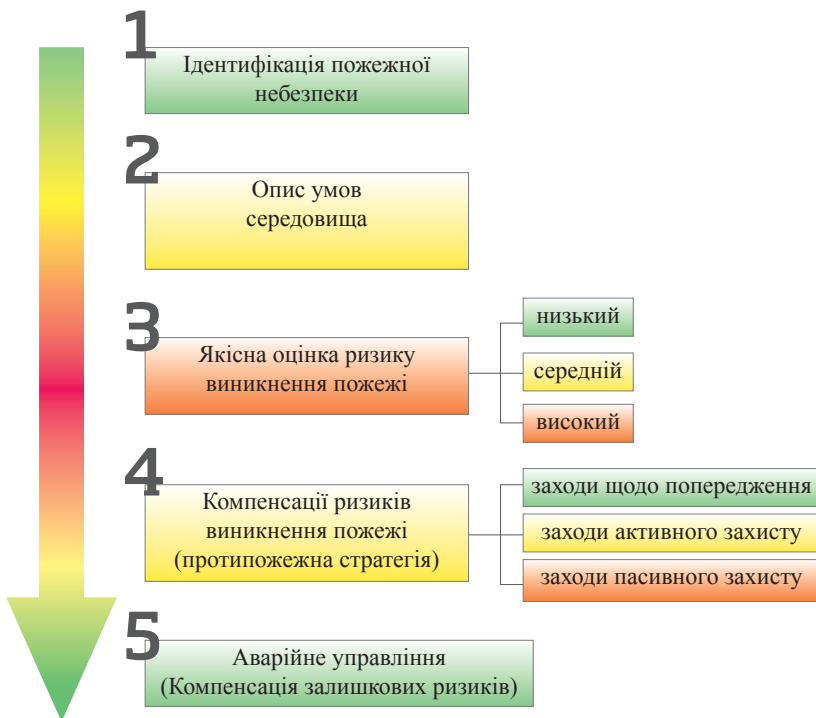 1
Ідентифікація пожежної
небезпеки
2
Опис умов
середовища
3
Якісна оцінка ризику
виникнення пожежі
низький
середній
високий
4
Компенсації ризиків
виникнення пожежі
(протипожежна стратегія)
заходи щодо попередження
заходи активного захисту
заходи пасивного захисту
5
Аварійне управління
(Компенсація залишкових ризиків)